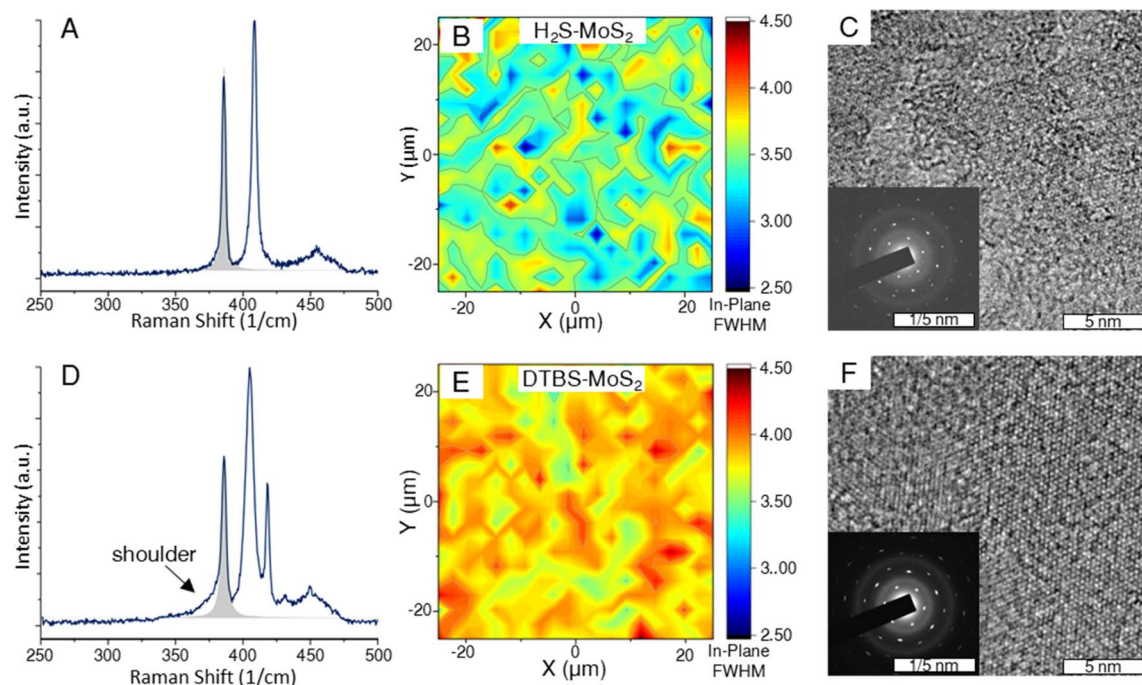 A
Intensity (a.u.)
250 300 350 400 450 500
Raman Shift (1/cm)
B
H₂S-MoS₂
Y (µm)
20
0
-20
-20 0 20
X (µm)
4.50
4.00
3.50
3.00
2.50
In-Plane
FWHM
C
1/5 nm
5 nm
D
Intensity (a.u.)
shoulder
250 300 350 400 450 500
Raman Shift (1/cm)
E
DTBS-MoS₂
Y (µm)
20
0
-20
-20 0 20
X (µm)
4.50
4.00
3.50
3..00
2.50
In-Plane
FWHM
F
1/5 nm
5 nm